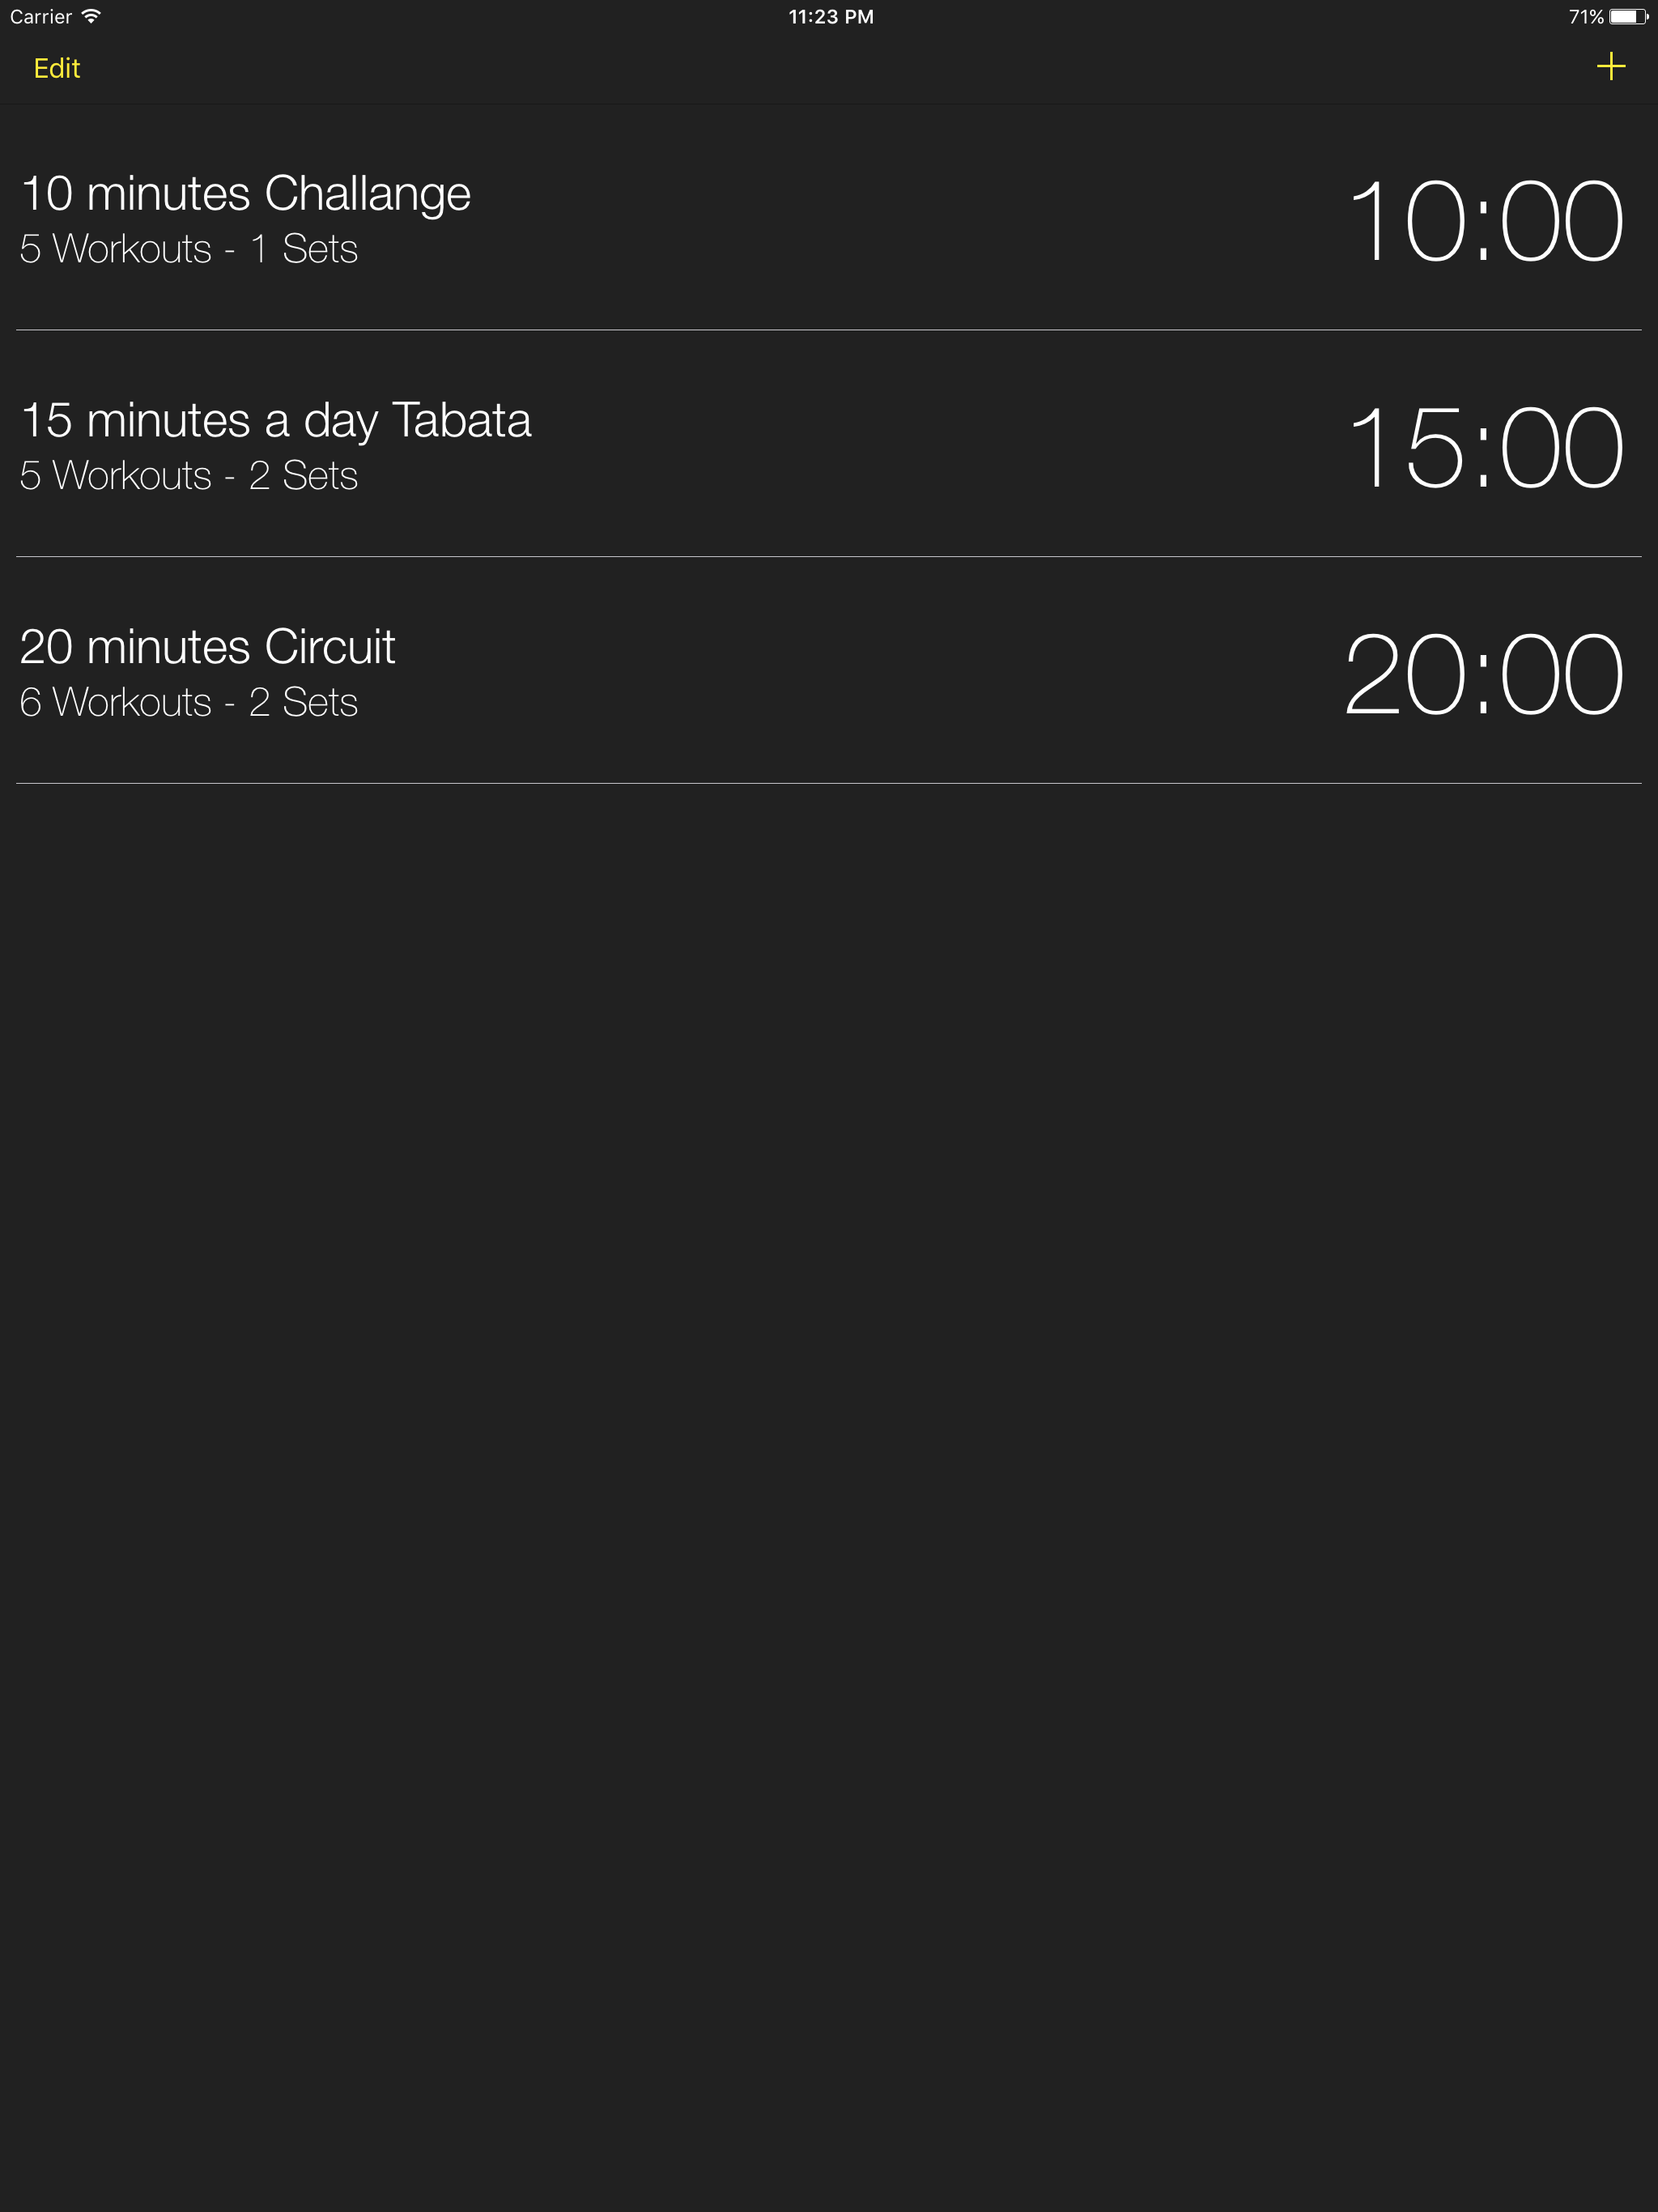 Carrier 11:23 PM 71%
Edit +
10 minutes Challange
5 Workouts - 1 Sets
10:00
15 minutes a day Tabata
5 Workouts - 2 Sets
15:00
20 minutes Circuit
6 Workouts - 2 Sets
20:00